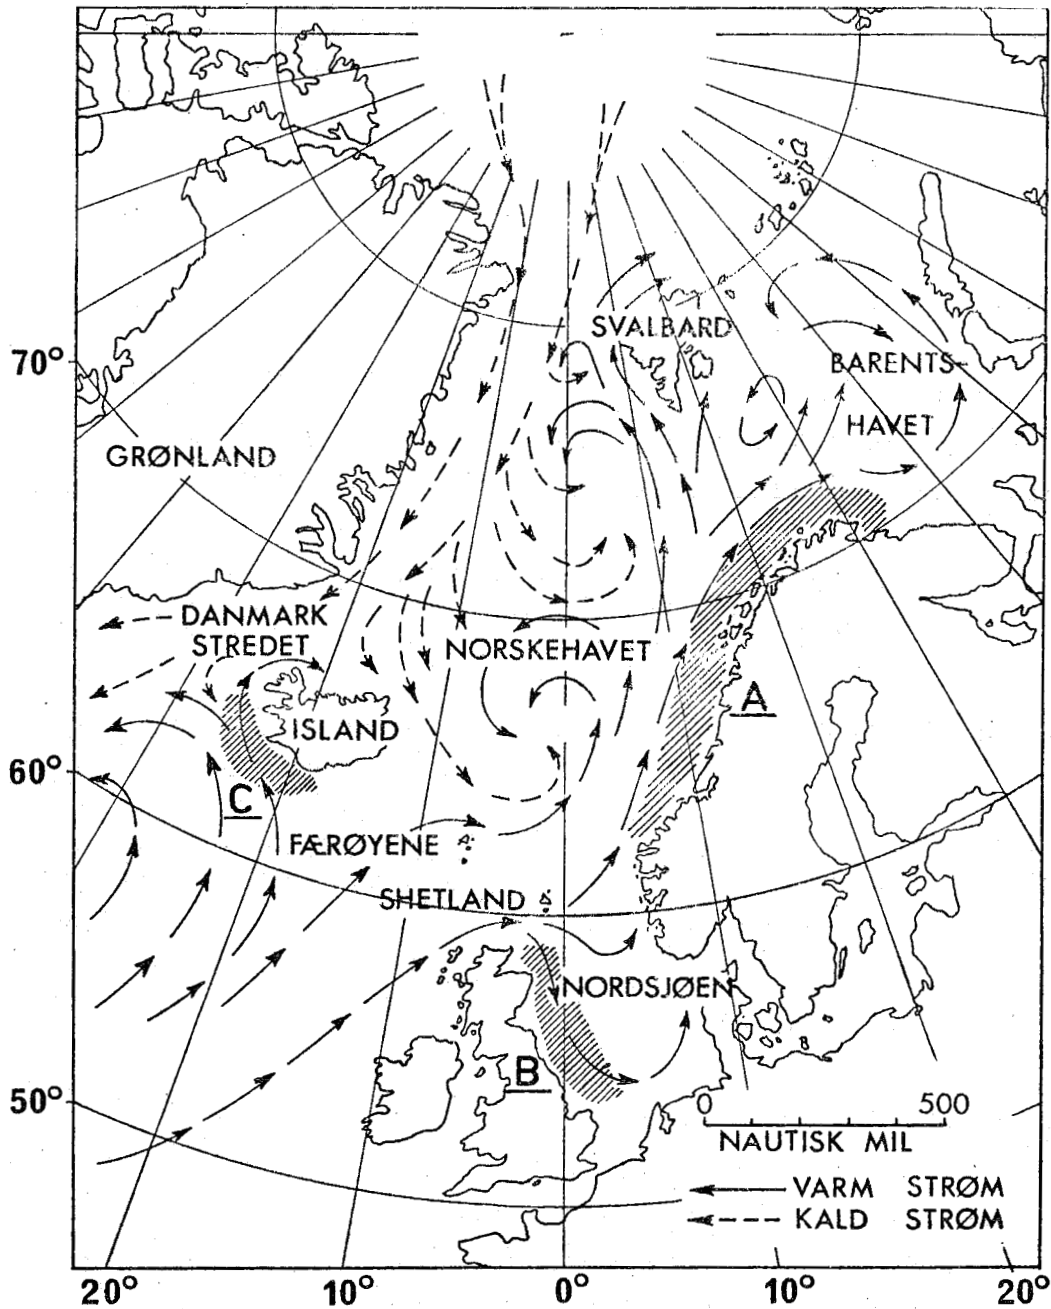 SVALBARD
70°
BARENTS-
HAVET
GRØNLAND
DANMARK
STREDET
NORSKEHAVET
A
ISLAND
60°
C
FÆRØYENE
SHETLAND
NORDSJØEN
B
50°
0 500
NAUTISK MIL
VARM STRØM
KALD STRØM
20° 10° 0° 10° 20°